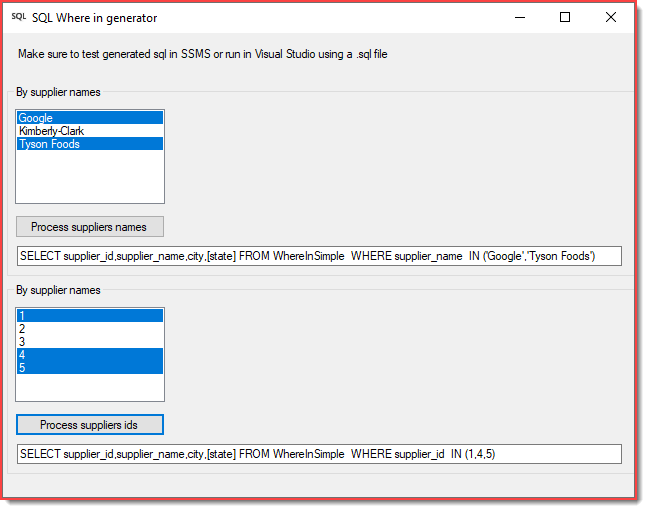 SQL SQL Where in generator
Make sure to test generated sql in SSMS or run in Visual Studio using a .sql file
By supplier names
Google
Kimberly-Clark
Tyson Foods
Process suppliers names
SELECT supplier_id,supplier_name,city,[state] FROM WhereInSimple  WHERE supplier_name  IN ('Google','Tyson Foods')
By supplier names
1
2
3
4
5
Process suppliers ids
SELECT supplier_id,supplier_name,city,[state] FROM WhereInSimple  WHERE supplier_id  IN (1,4,5)